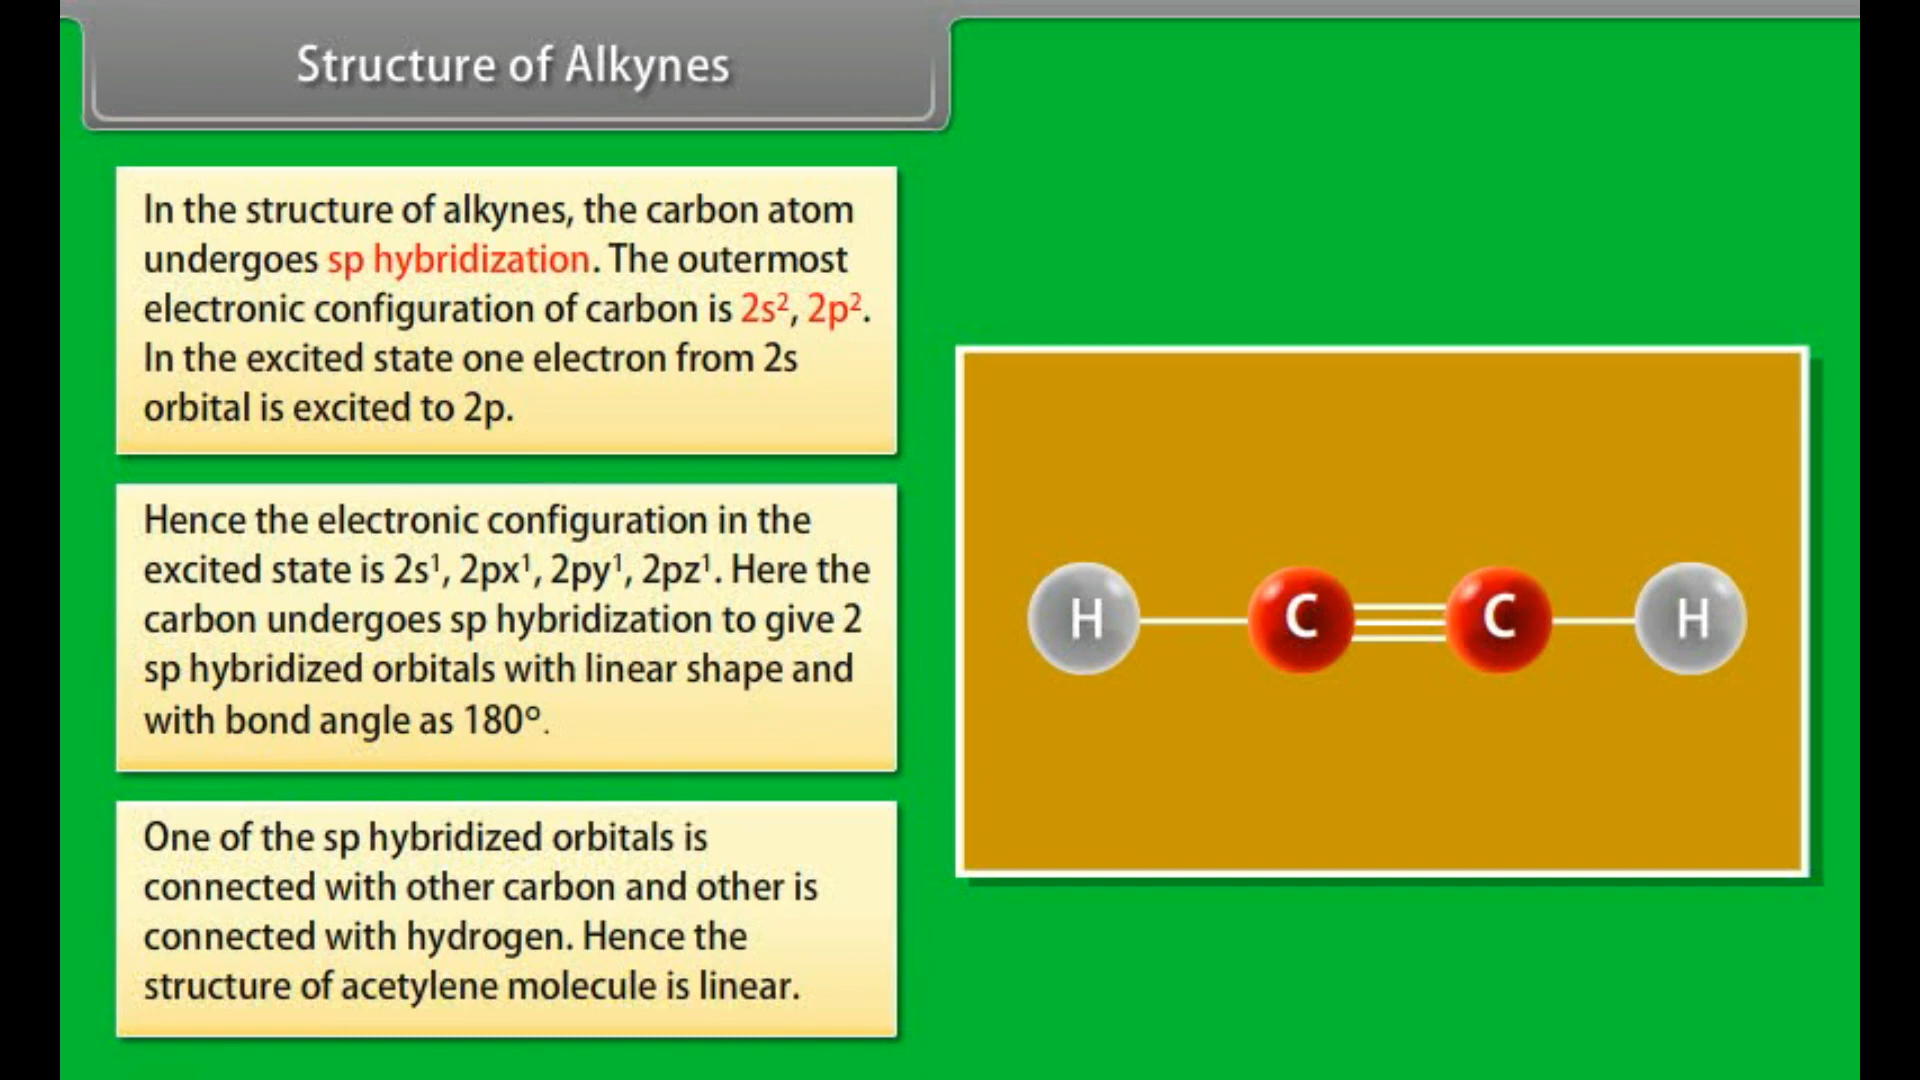 Structure of Alkynes
In the structure of alkynes, the carbon atom
undergoes sp hybridization. The outermost
electronic configuration of carbon is 2s², 2p².
In the excited state one electron from 2s
orbital is excited to 2p.
Hence the electronic configuration in the
excited state is 2s¹, 2px¹, 2py¹, 2pz¹. Here the
carbon undergoes sp hybridization to give 2
sp hybridized orbitals with linear shape and
with bond angle as 180º.
One of the sp hybridized orbitals is
connected with other carbon and other is
connected with hydrogen. Hence the
structure of acetylene molecule is linear.
H C C H